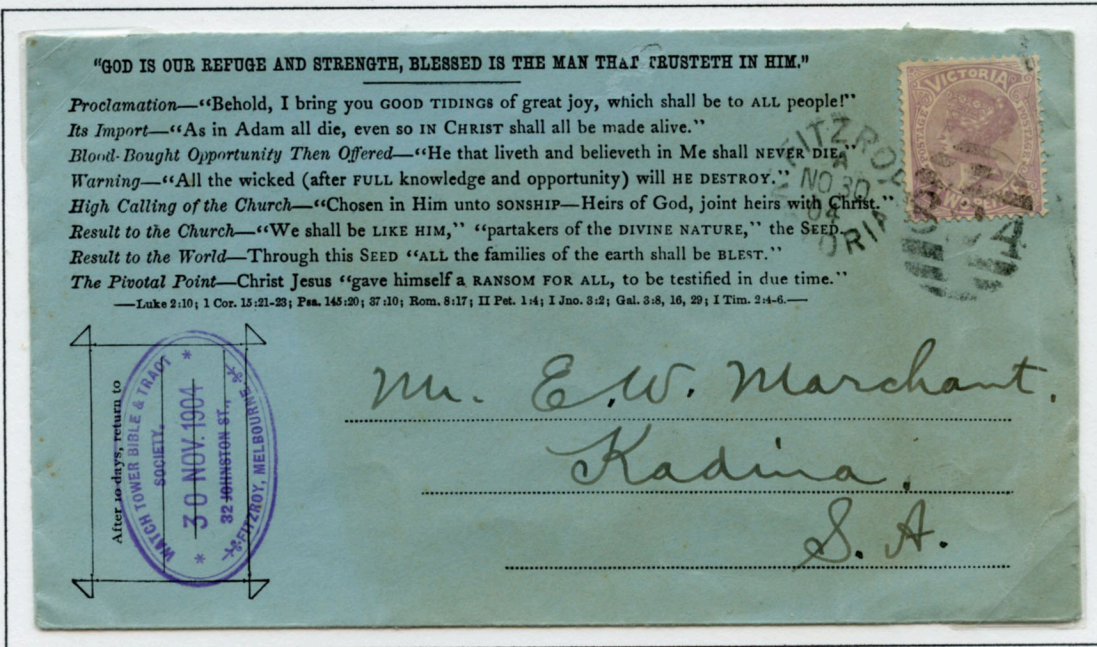 "GOD IS OUR REFUGE AND STRENGTH, BLESSED IS THE MAN THAT TRUSTETH IN HIM."
Proclamation—"Behold, I bring you GOOD TIDINGS of great joy, which shall be to ALL people!"
Its Import—"As in Adam all die, even so IN CHRIST shall all be made alive."
Blood-Bought Opportunity Then Offered—"He that liveth and believeth in Me shall NEVER DIE."
Warning—"All the wicked (after FULL knowledge and opportunity) will HE DESTROY."
High Calling of the Church—"Chosen in Him unto SONSHIP—Heirs of God, joint heirs with Christ."
Result to the Church—"We shall be LIKE HIM," "partakers of the DIVINE NATURE," the SEED.
Result to the World—Through this SEED "ALL the families of the earth shall be BLEST."
The Pivotal Point—Christ Jesus "gave himself a RANSOM FOR ALL, to be testified in due time."
—Luke 2:10; 1 Cor. 15:21-23; Psa. 145:20; 37:10; Rom. 8:17; II Pet. 1:4; I Jno. 3:2; Gal. 3:8, 16, 29; I Tim. 2:4-6.—
VICTORIA
POSTAGE
POSTAGE
TWO
FITZROY
A
NO 30
04
VICTORIA
After 10 days, return to
WATCH TOWER BIBLE & TRACT
SOCIETY,
* 30 NOV. 1904 *
32 JOHNSTON ST.,
FITZROY, MELBOURNE
Mr. E. W. Marchant,
Kadina,
S. A.